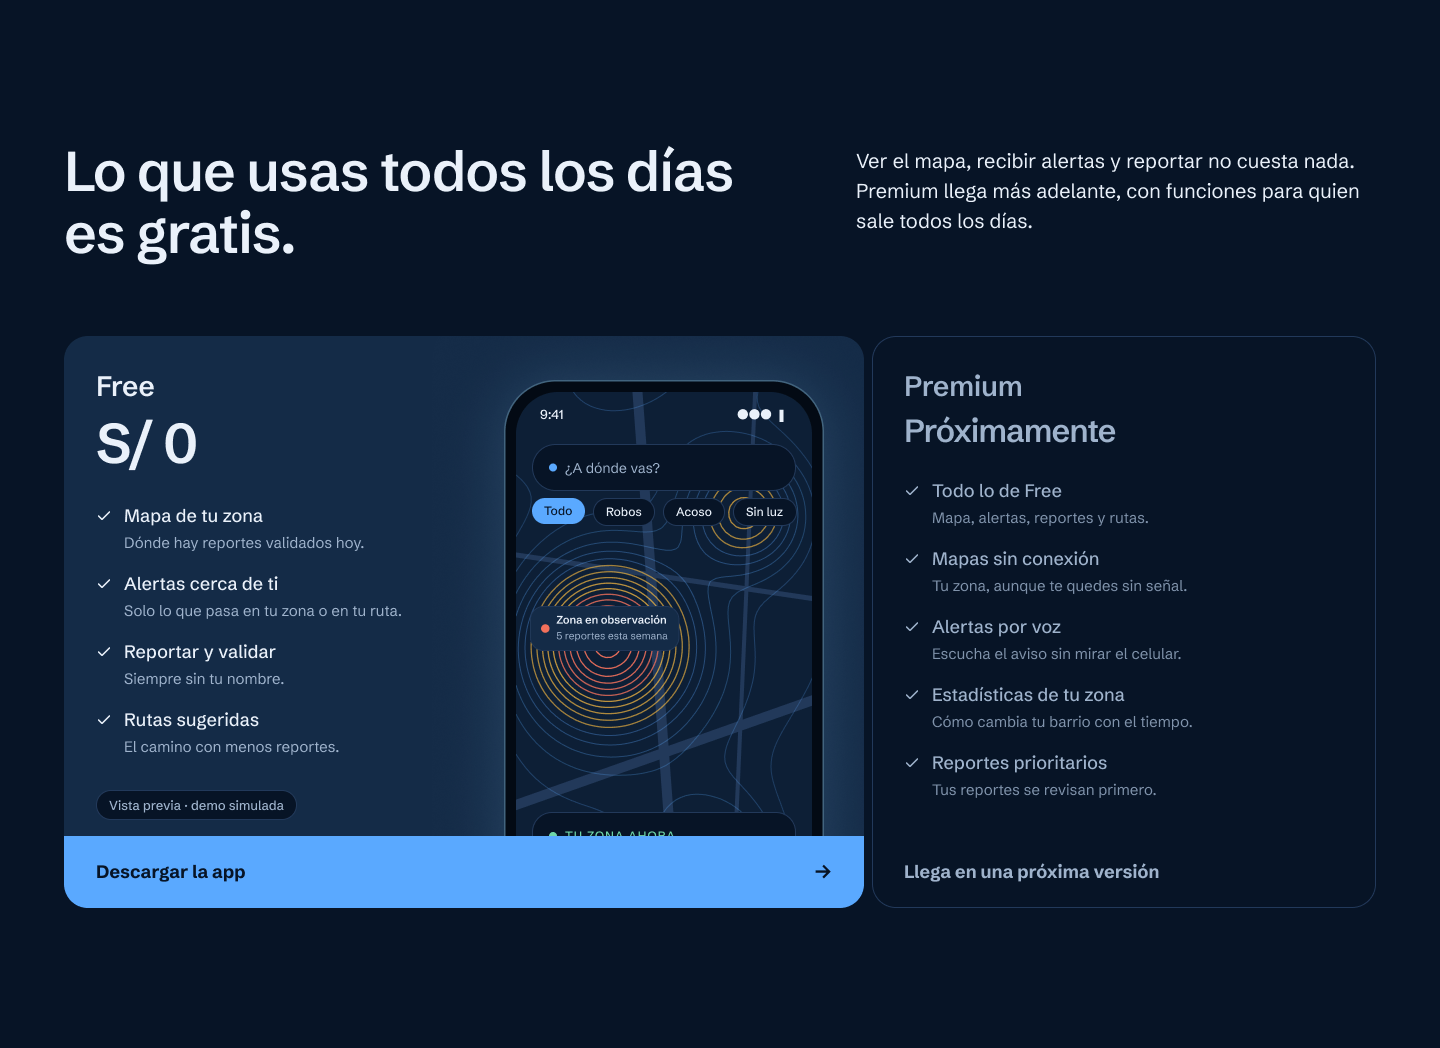 Lo que usas todos los días
es gratis.
Ver el mapa, recibir alertas y reportar no cuesta nada.
Premium llega más adelante, con funciones para quien
sale todos los días.
Free
S/ 0
Mapa de tu zona
Dónde hay reportes validados hoy.
Alertas cerca de ti
Solo lo que pasa en tu zona o en tu ruta.
Reportar y validar
Siempre sin tu nombre.
Rutas sugeridas
El camino con menos reportes.
Vista previa · demo simulada
9:41
¿A dónde vas?
Todo
Robos
Acoso
Sin luz
Zona en observación
5 reportes esta semana
TU ZONA AHORA
Descargar la app
Premium
Próximamente
Todo lo de Free
Mapa, alertas, reportes y rutas.
Mapas sin conexión
Tu zona, aunque te quedes sin señal.
Alertas por voz
Escucha el aviso sin mirar el celular.
Estadísticas de tu zona
Cómo cambia tu barrio con el tiempo.
Reportes prioritarios
Tus reportes se revisan primero.
Llega en una próxima versión